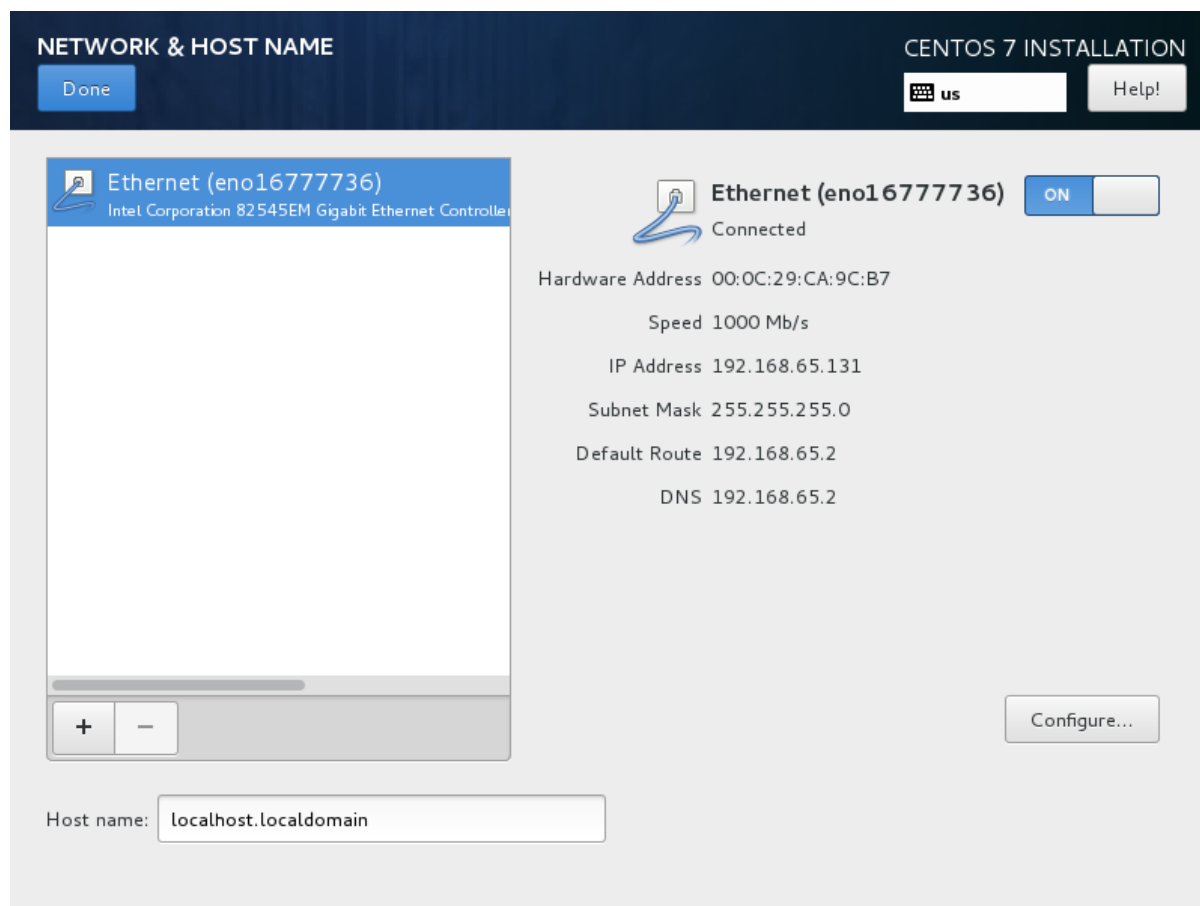 NETWORK & HOST NAME
CENTOS 7 INSTALLATION
Done
us
Help!
Ethernet (eno16777736)
Intel Corporation 82545EM Gigabit Ethernet Controller
Ethernet (eno16777736)
ON
Connected
Hardware Address 00:0C:29:CA:9C:B7
Speed 1000 Mb/s
IP Address 192.168.65.131
Subnet Mask 255.255.255.0
Default Route 192.168.65.2
DNS 192.168.65.2
+ −
Configure...
Host name: localhost.localdomain